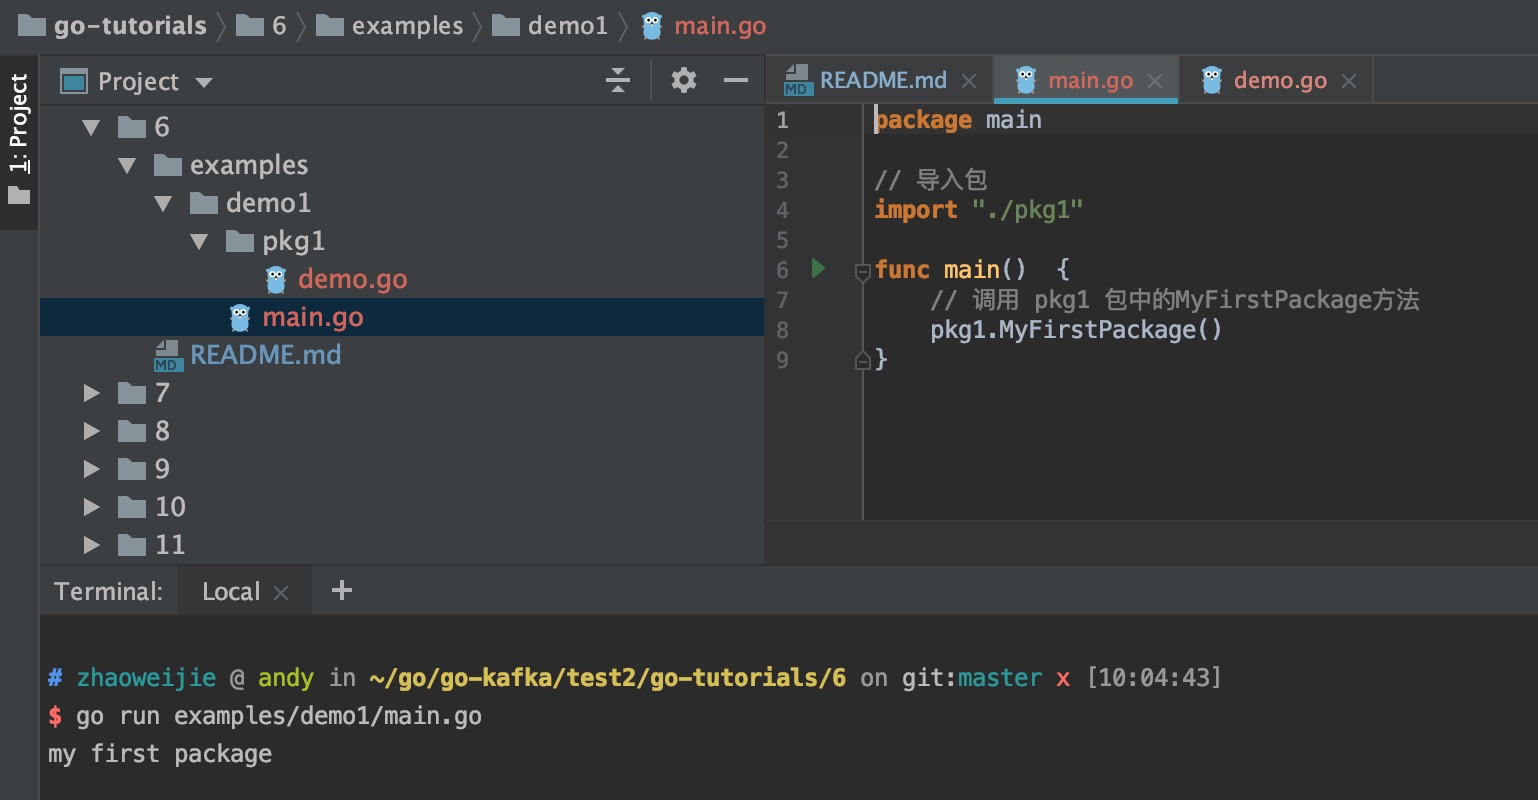 go-tutorials 6 examples demo1 main.go
1: Project
Project
6
examples
demo1
pkg1
demo.go
main.go
MD README.md
7
8
9
10
11
MD README.md main.go demo.go
1 package main
2
3 // 导入包
4 import "./pkg1"
5
6 func main() {
7 // 调用 pkg1 包中的MyFirstPackage方法
8 pkg1.MyFirstPackage()
9 }
Terminal: Local +
# zhaoweijie @ andy in ~/go/go-kafka/test2/go-tutorials/6 on git:master x [10:04:43]
$ go run examples/demo1/main.go
my first package